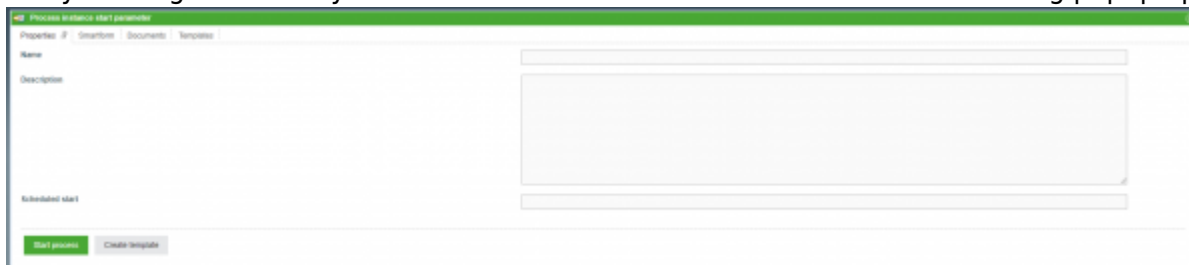 Process instance start parameter
Properties Smartform Documents Templates
Name
Description
Scheduled start
Start process Create template